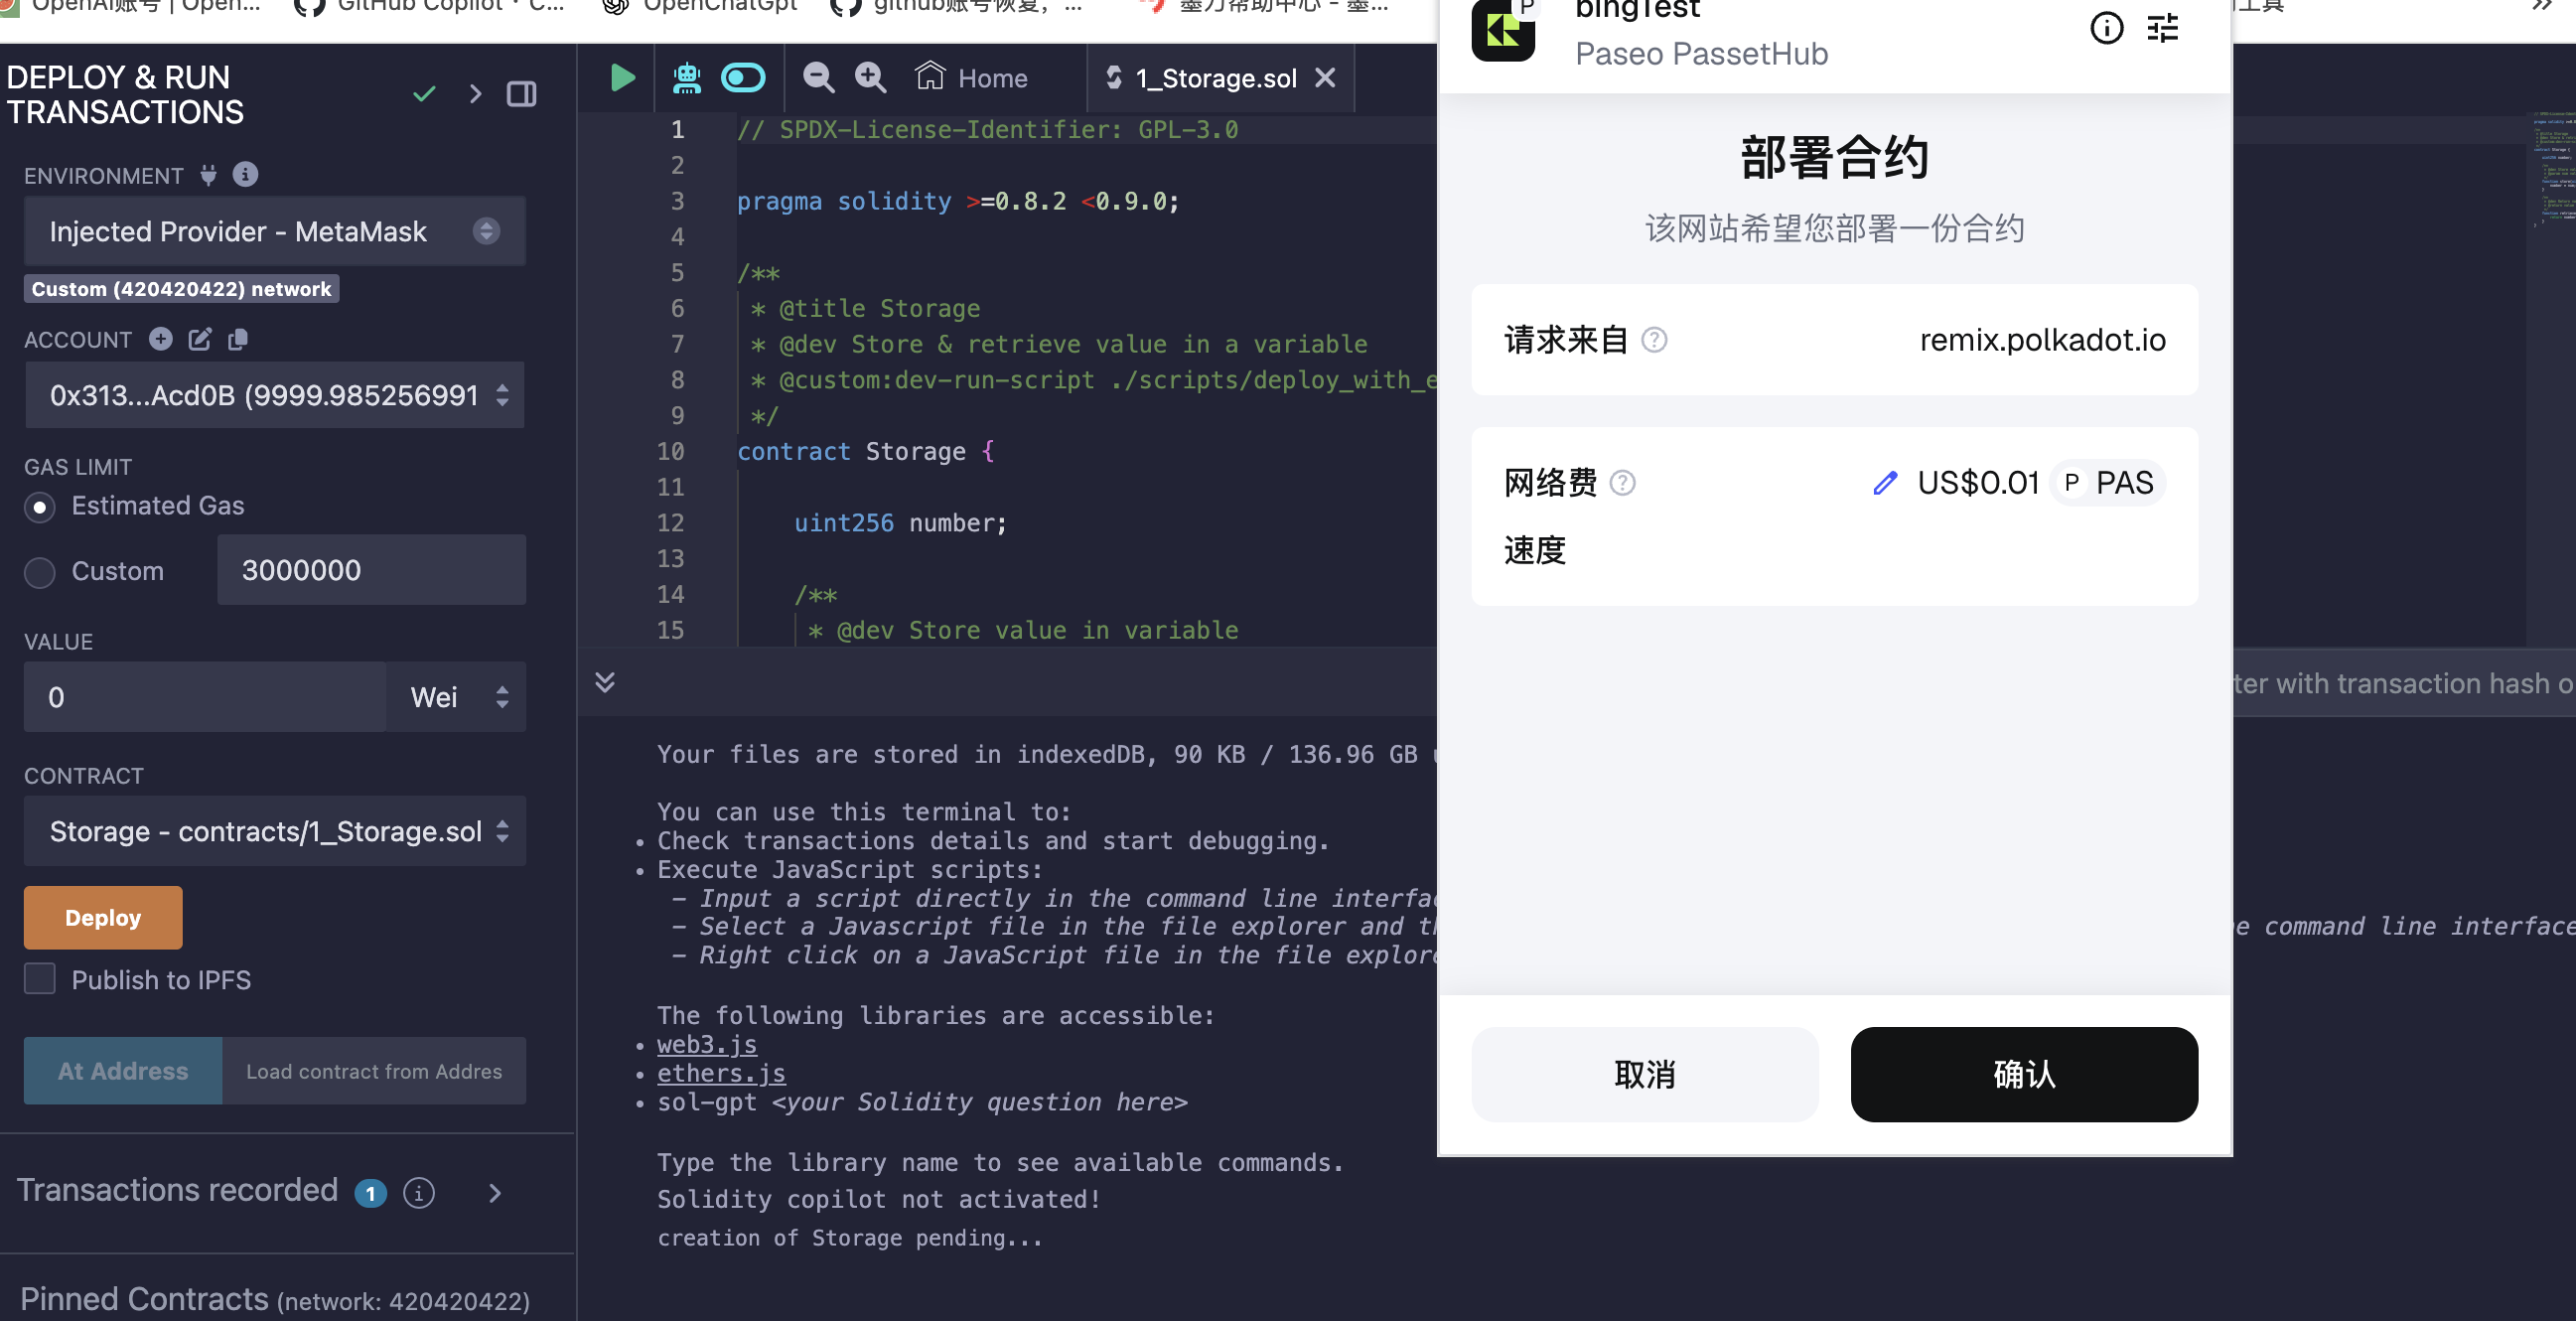 OpenAI账号 | Open...
GitHub Copilot · C...
OpenChatGpt
github账号恢复, ...
墨刀帮助中心 - 墨...
DEPLOY & RUN
TRANSACTIONS
ENVIRONMENT
Injected Provider - MetaMask
Custom (420420422) network
ACCOUNT
0x313...Acd0B (9999.985256991
GAS LIMIT
Estimated Gas
Custom
3000000
VALUE
0
Wei
CONTRACT
Storage - contracts/1_Storage.sol
Deploy
Publish to IPFS
At Address
Load contract from Addres
Transactions recorded 1
Pinned Contracts (network: 420420422)
Home
1_Storage.sol
1 // SPDX-License-Identifier: GPL-3.0
2
3 pragma solidity >=0.8.2 <0.9.0;
4
5 /**
6 * @title Storage
7 * @dev Store & retrieve value in a variable
8 * @custom:dev-run-script ./scripts/deploy_with_e
9 */
10 contract Storage {
11
12 uint256 number;
13
14 /**
15 * @dev Store value in variable
ter with transaction hash o
Your files are stored in indexedDB, 90 KB / 136.96 GB
You can use this terminal to:
• Check transactions details and start debugging.
• Execute JavaScript scripts:
– Input a script directly in the command line interfac
– Select a Javascript file in the file explorer and th
e command line interface
– Right click on a JavaScript file in the file explore
The following libraries are accessible:
• web3.js
• ethers.js
• sol-gpt <your Solidity question here>
Type the library name to see available commands.
Solidity copilot not activated!
creation of Storage pending...
P
bingTest
Paseo PassetHub
部署合约
该网站希望您部署一份合约
请求来自
remix.polkadot.io
网络费
US$0.01 P PAS
速度
取消
确认